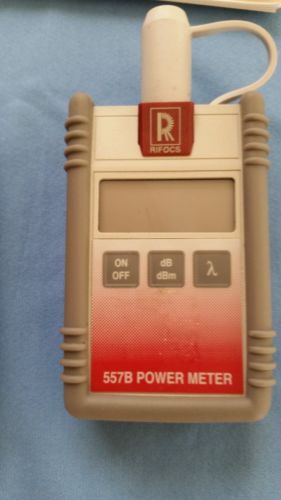 R
RIFOCS
ON
OFF
dB
dBm
λ
557B POWER METER